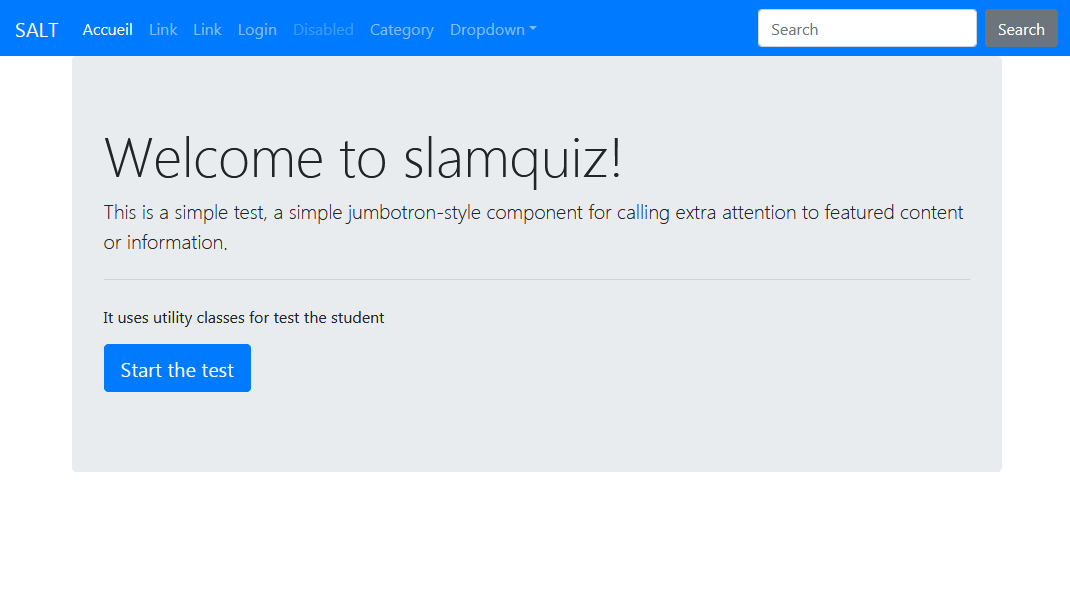 SALT Accueil Link Link Login Disabled Category Dropdown Search Search
Welcome to slamquiz!
This is a simple test, a simple jumbotron-style component for calling extra attention to featured content
or information.
It uses utility classes for test the student
Start the test